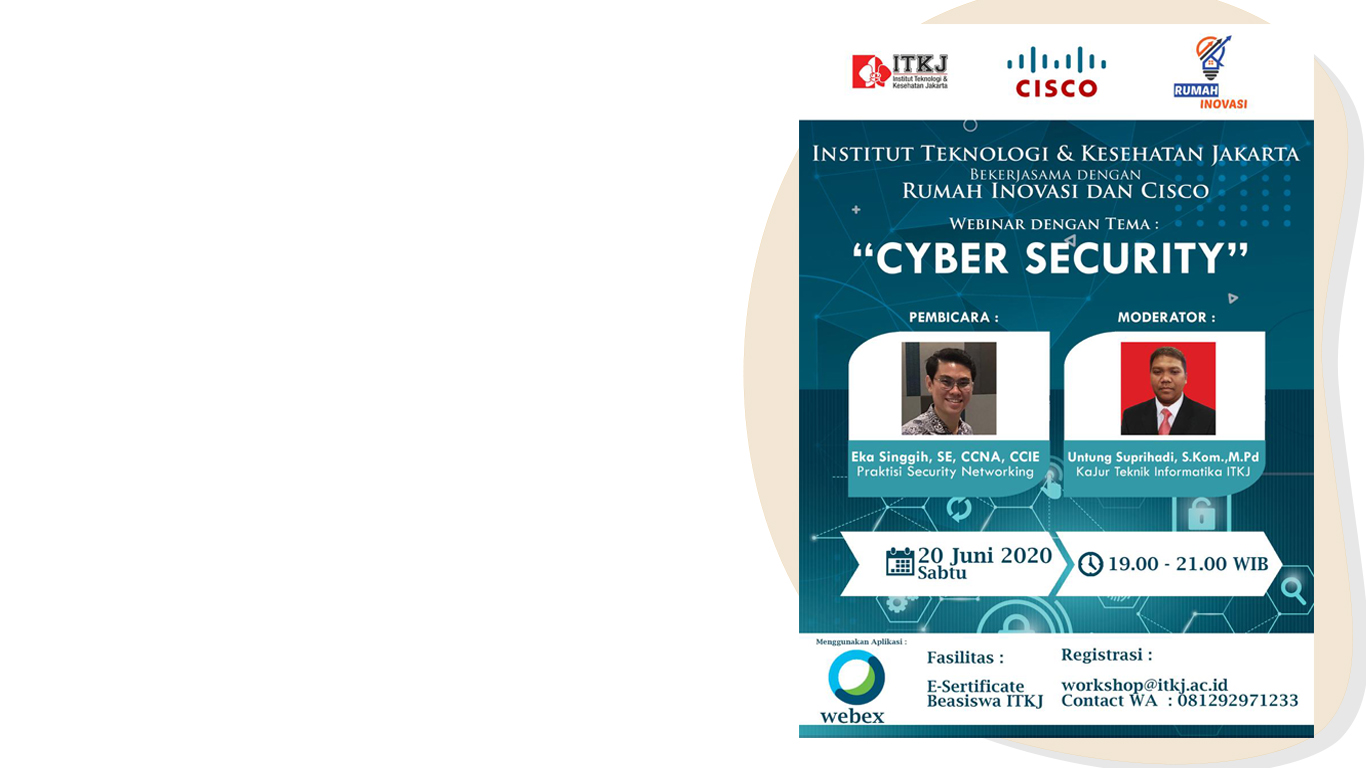 ITKJ
Institut Teknologi &
Kesehatan Jakarta
CISCO
RUMAH
INOVASI
INSTITUT TEKNOLOGI & KESEHATAN JAKARTA
BEKERJASAMA DENGAN
RUMAH INOVASI DAN CISCO
WEBINAR DENGAN TEMA :
“CYBER SECURITY”
PEMBICARA :
MODERATOR :
Eka Singgih, SE, CCNA, CCIE
Praktisi Security Networking
Untung Suprihadi, S.Kom.,M.Pd
KaJur Teknik Informatika ITKJ
20 Juni 2020
Sabtu
19.00 - 21.00 WIB
Menggunakan Aplikasi :
webex
Fasilitas :
E-Sertificate
Beasiswa ITKJ
Registrasi :
workshop@itkj.ac.id
Contact WA : 081292971233